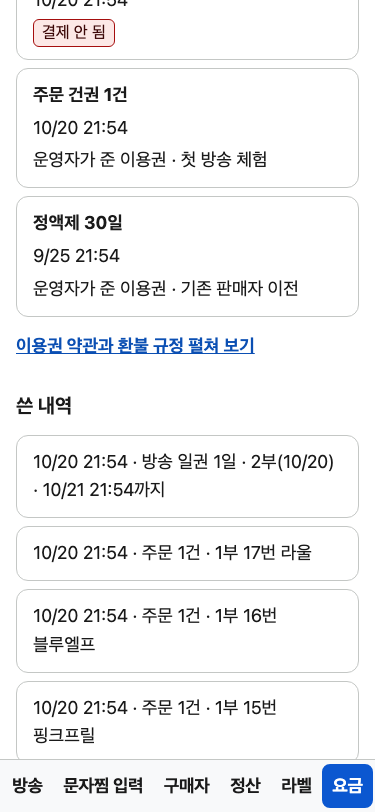 10/20 21:54
결제 안 됨
주문 건권 1건
10/20 21:54
운영자가 준 이용권 · 첫 방송 체험
정액제 30일
9/25 21:54
운영자가 준 이용권 · 기존 판매자 이전
이용권 약관과 환불 규정 펼쳐 보기
쓴 내역
10/20 21:54 · 방송 일권 1일 · 2부(10/20)
· 10/21 21:54까지
10/20 21:54 · 주문 1건 · 1부 17번 라울
10/20 21:54 · 주문 1건 · 1부 16번
블루엘프
10/20 21:54 · 주문 1건 · 1부 15번
핑크프릴
방송 문자찜 입력 구매자 정산 라벨 요금